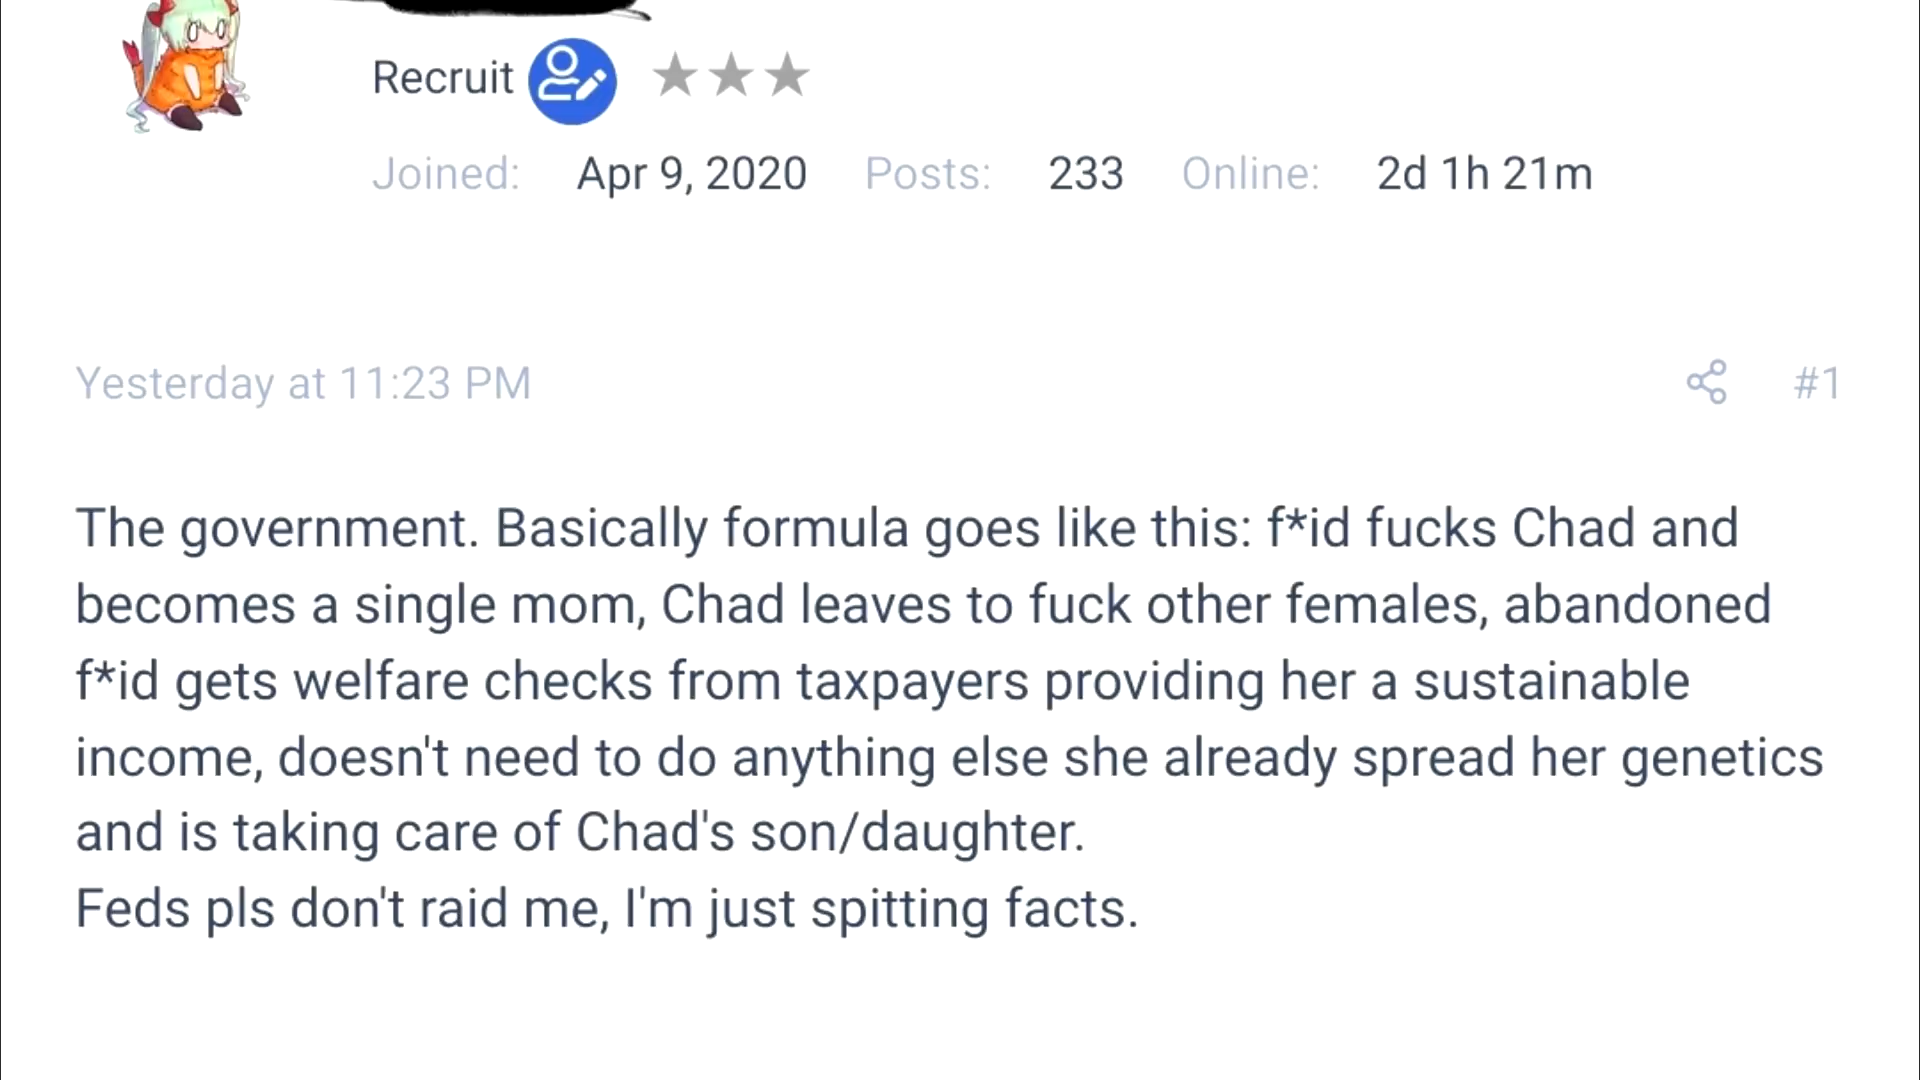 Recruit
Joined: Apr 9, 2020 Posts: 233 Online: 2d 1h 21m
Yesterday at 11:23 PM #1
The government. Basically formula goes like this: f*id fucks Chad and
becomes a single mom, Chad leaves to fuck other females, abandoned
f*id gets welfare checks from taxpayers providing her a sustainable
income, doesn't need to do anything else she already spread her genetics
and is taking care of Chad's son/daughter.
Feds pls don't raid me, I'm just spitting facts.